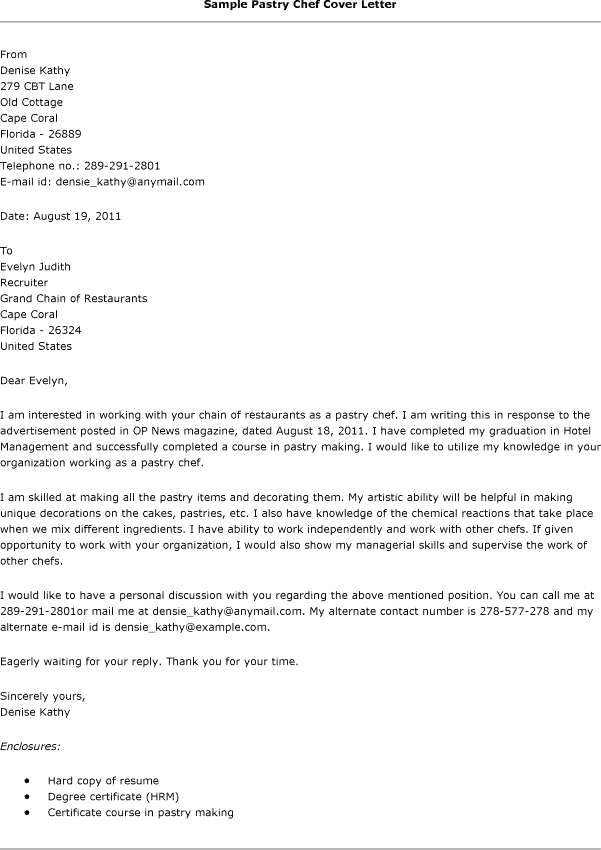 Sample Pastry Chef Cover Letter
From
Denise Kathy
279 CBT Lane
Old Cottage
Cape Coral
Florida - 26889
United States
Telephone no.: 289-291-2801
E-mail id: densie_kathy@anymail.com
Date: August 19, 2011
To
Evelyn Judith
Recruiter
Grand Chain of Restaurants
Cape Coral
Florida - 26324
United States
Dear Evelyn,
I am interested in working with your chain of restaurants as a pastry chef. I am writing this in response to the
advertisement posted in OP News magazine, dated August 18, 2011. I have completed my graduation in Hotel
Management and successfully completed a course in pastry making. I would like to utilize my knowledge in your
organization working as a pastry chef.
I am skilled at making all the pastry items and decorating them. My artistic ability will be helpful in making
unique decorations on the cakes, pastries, etc. I also have knowledge of the chemical reactions that take place
when we mix different ingredients. I have ability to work independently and work with other chefs. If given
opportunity to work with your organization, I would also show my managerial skills and supervise the work of
other chefs.
I would like to have a personal discussion with you regarding the above mentioned position. You can call me at
289-291-2801or mail me at densie_kathy@anymail.com. My alternate contact number is 278-577-278 and my
alternate e-mail id is densie_kathy@example.com.
Eagerly waiting for your reply. Thank you for your time.
Sincerely yours,
Denise Kathy
Enclosures:
• Hard copy of resume
• Degree certificate (HRM)
• Certificate course in pastry making